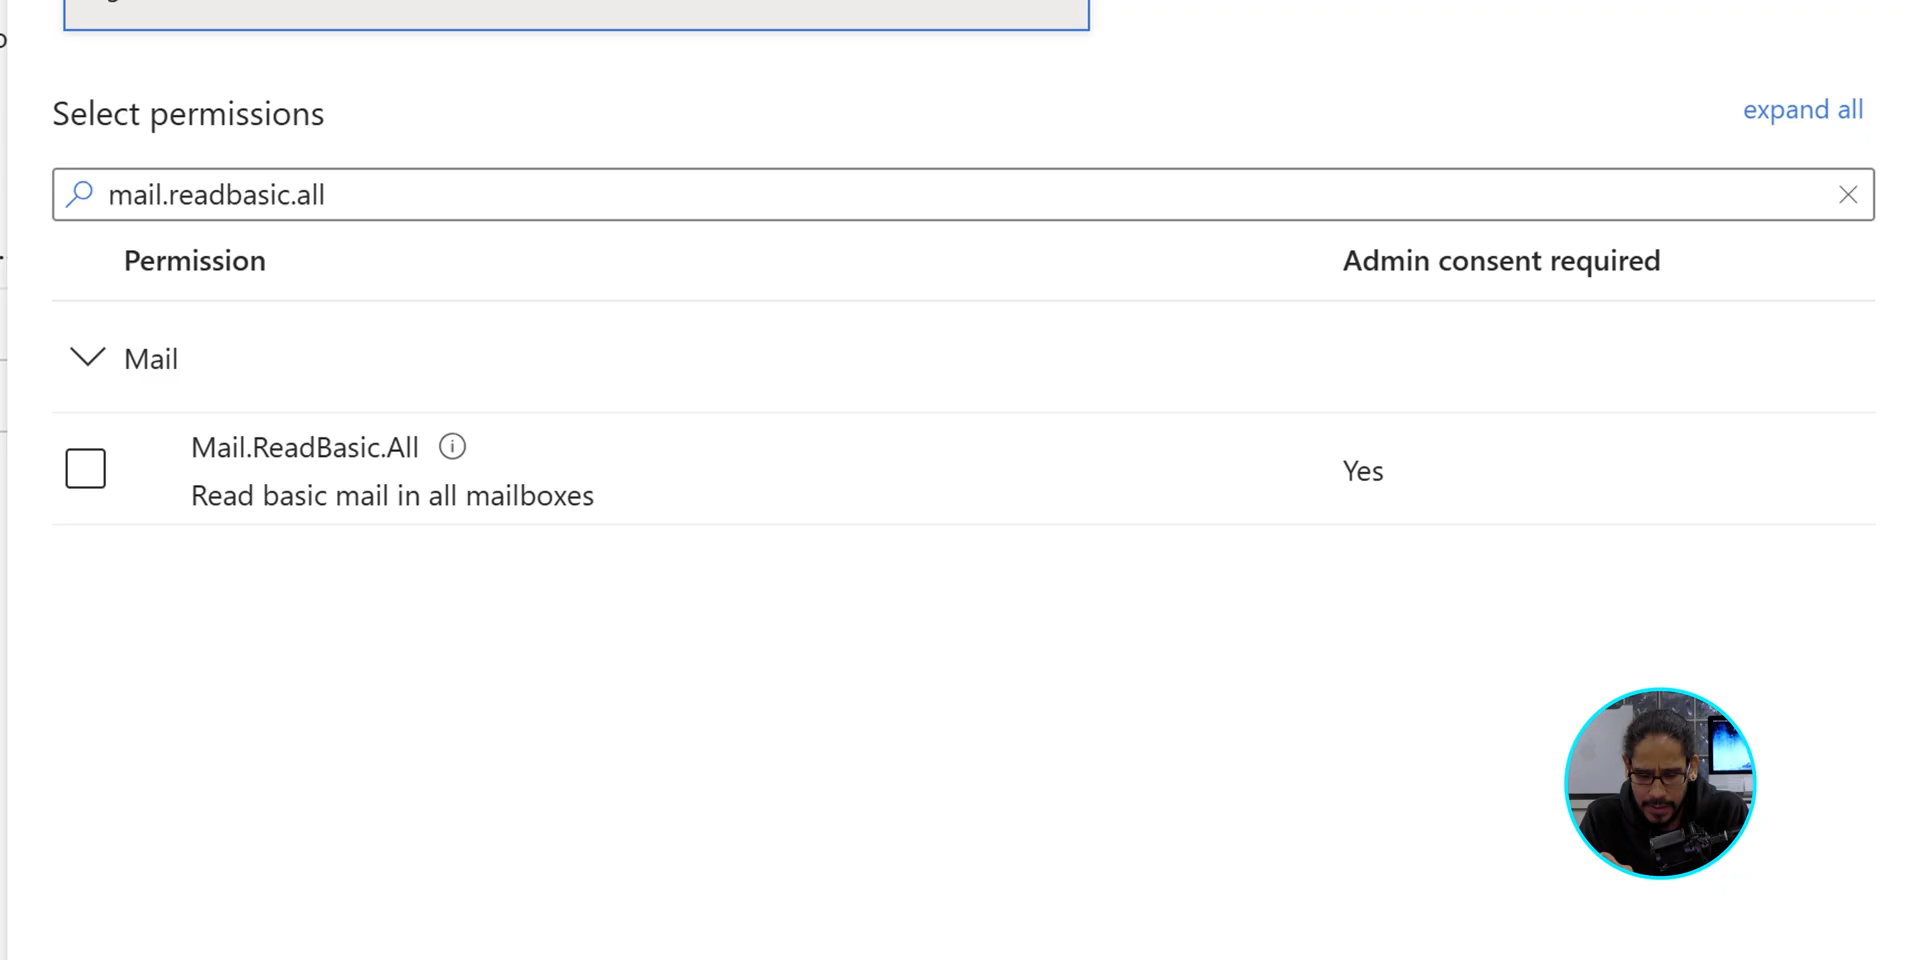 Select permissions
expand all
mail.readbasic.all
Permission
Admin consent required
Mail
Mail.ReadBasic.All
Read basic mail in all mailboxes
Yes